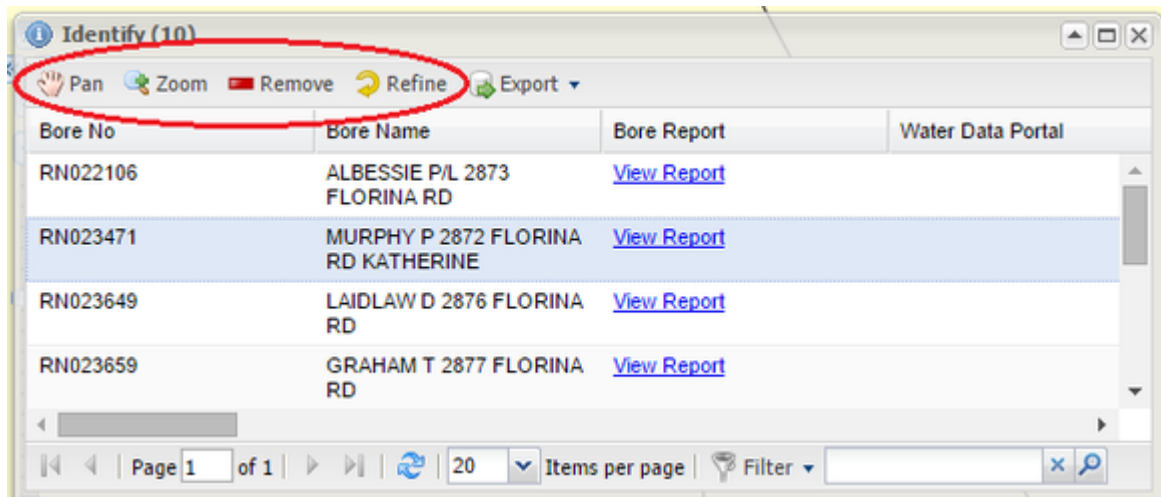 Identify (10)
Pan Zoom Remove Refine Export
Bore No Bore Name Bore Report Water Data Portal
RN022106 ALBESSIE P/L 2873 View Report
FLORINA RD
RN023471 MURPHY P 2872 FLORINA View Report
RD KATHERINE
RN023649 LAIDLAW D 2876 FLORINA View Report
RD
RN023659 GRAHAM T 2877 FLORINA View Report
RD
Page 1 of 1 20 Items per page Filter